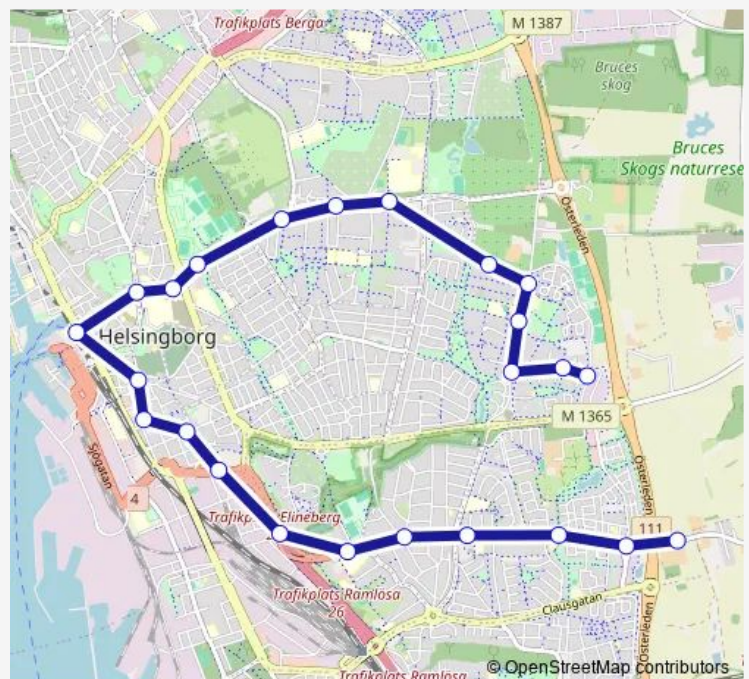 Trafikplats Berga
M 1387
Bruces
skog
Bruces
Skogs naturrese
Österleden
Helsingborg
M 1365
Sjögatan
4
Österleden
Elineberg
111
Trafikplats Ramlösa
26
Clausgatan
Österleden
© OpenStreetMap contributors
Trafikplats Ramlösa